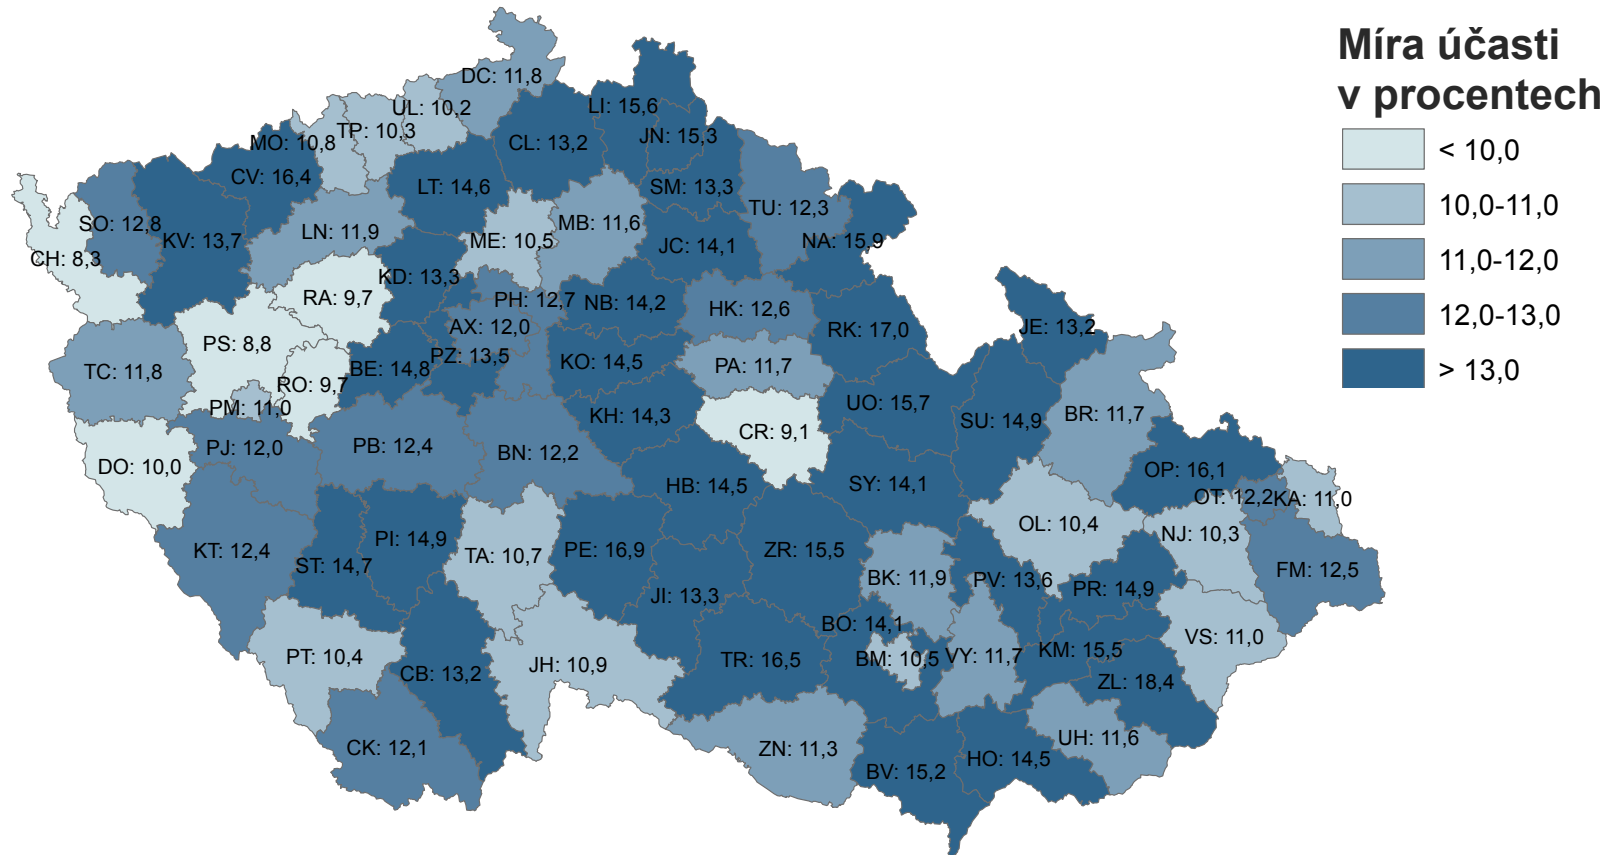 Míra účasti
v procentech
< 10,0
10,0-11,0
11,0-12,0
12,0-13,0
> 13,0
DC: 11,8
UL: 10,2
LI: 15,6
TP: 10,3
JN: 15,3
MO: 10,8
CL: 13,2
CV: 16,4
LT: 14,6
SM: 13,3
TU: 12,3
SO: 12,8
KV: 13,7
LN: 11,9
ME: 10,5
MB: 11,6
JC: 14,1
NA: 15,9
CH: 8,3
KD: 13,3
RA: 9,7
PH: 12,7
NB: 14,2
HK: 12,6
AX: 12,0
RK: 17,0
JE: 13,2
PS: 8,8
PZ: 13,5
KO: 14,5
PA: 11,7
TC: 11,8
BE: 14,8
RO: 9,7
PM: 11,0
KH: 14,3
UO: 15,7
BR: 11,7
SU: 14,9
CR: 9,1
PJ: 12,0
PB: 12,4
BN: 12,2
DO: 10,0
HB: 14,5
SY: 14,1
OP: 16,1
OT: 12,2
KA: 11,0
OL: 10,4
NJ: 10,3
KT: 12,4
PI: 14,9
TA: 10,7
PE: 16,9
ZR: 15,5
ST: 14,7
BK: 11,9
PV: 13,6
FM: 12,5
PR: 14,9
JI: 13,3
BO: 14,1
VS: 11,0
PT: 10,4
CB: 13,2
JH: 10,9
TR: 16,5
BM: 10,5
VY: 11,7
KM: 15,5
ZL: 18,4
CK: 12,1
ZN: 11,3
UH: 11,6
BV: 15,2
HO: 14,5